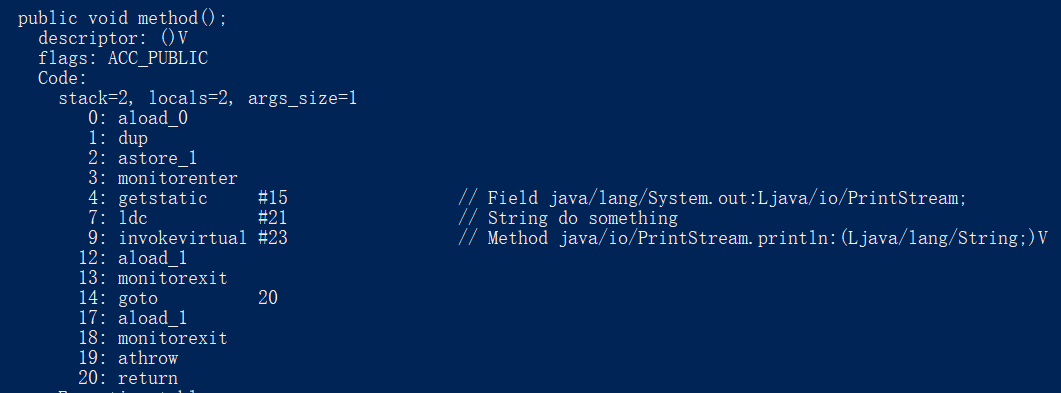 public void method();
descriptor: ()V
flags: ACC_PUBLIC
Code:
stack=2, locals=2, args_size=1
0: aload_0
1: dup
2: astore_1
3: monitorenter
4: getstatic #15 // Field java/lang/System.out:Ljava/io/PrintStream;
7: ldc #21 // String do something
9: invokevirtual #23 // Method java/io/PrintStream.println:(Ljava/lang/String;)V
12: aload_1
13: monitorexit
14: goto 20
17: aload_1
18: monitorexit
19: athrow
20: return